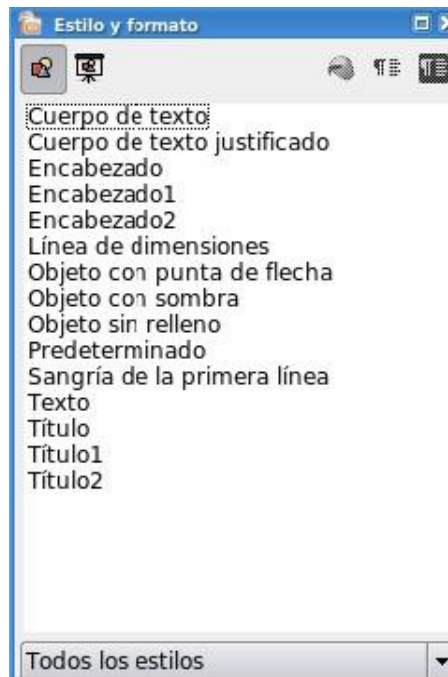 Estilo y formato
Cuerpo de texto
Cuerpo de texto justificado
Encabezado
Encabezado1
Encabezado2
Línea de dimensiones
Objeto con punta de flecha
Objeto con sombra
Objeto sin relleno
Predeterminado
Sangría de la primera línea
Texto
Título
Título1
Título2
Todos los estilos